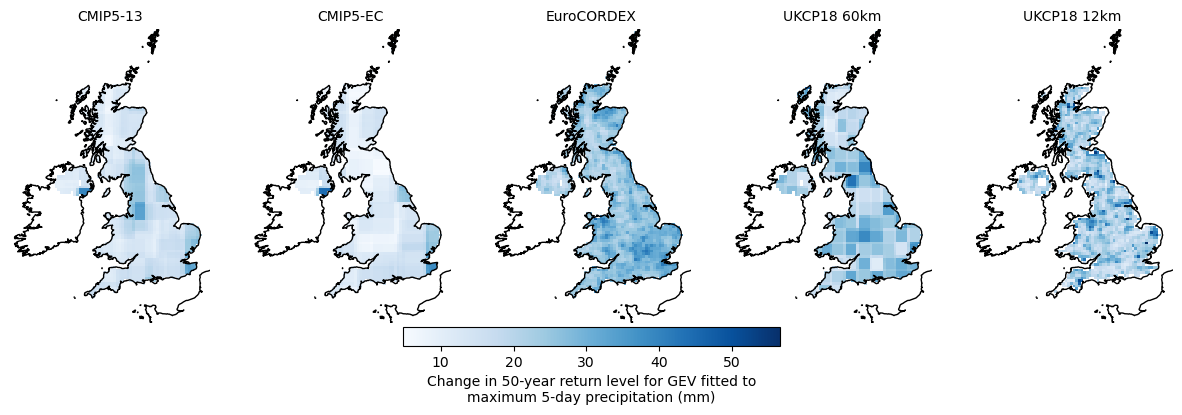 CMIP5-13
CMIP5-EC
EuroCORDEX
UKCP18 60km
UKCP18 12km
10
20
30
40
50
Change in 50-year return level for GEV fitted to
maximum 5-day precipitation (mm)